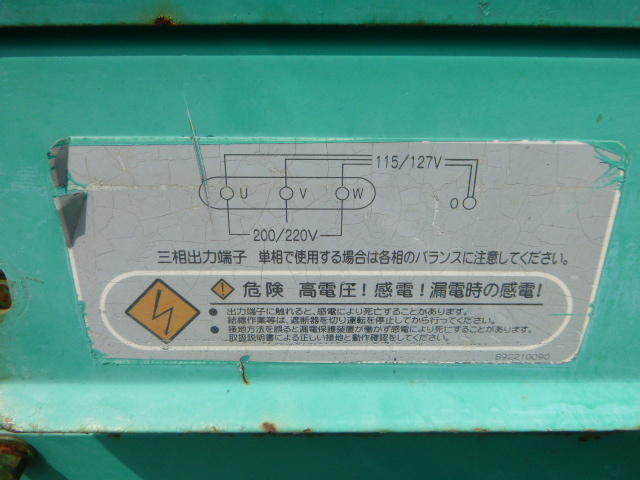 115/127V
U V W O
200/220V
三相出力端子 単相で使用する場合は各相のバランスに注意してください。
危険 高電圧!感電!漏電時の感電!
● 出力端子に触れると、感電により死亡することがあります。
結線作業等は、遮断器を切り運転を停止してから行ってください。
● 接地方法を誤ると漏電保護装置が働かず感電により死亡することがあります。
取扱説明書による正しい接地と動作確認をしてください。
B92210090